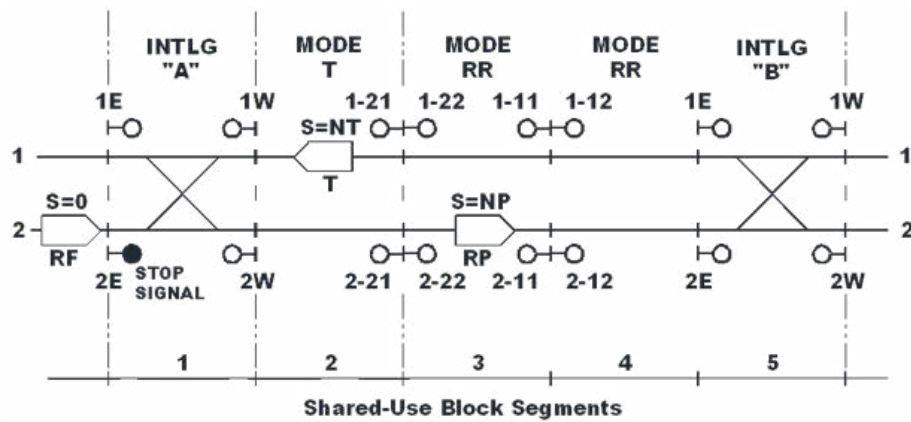 INTLG MODE MODE MODE INTLG
"A" T RR RR "B"
1E 1W 1-21 1-22 1-11 1-12 1E 1W
S=NT
1 1
T
S=0 S=NP
2 2
RF RP
STOP
SIGNAL
2E 2W 2-21 2-22 2-11 2-12 2E 2W
1 2 3 4 5
Shared-Use Block Segments